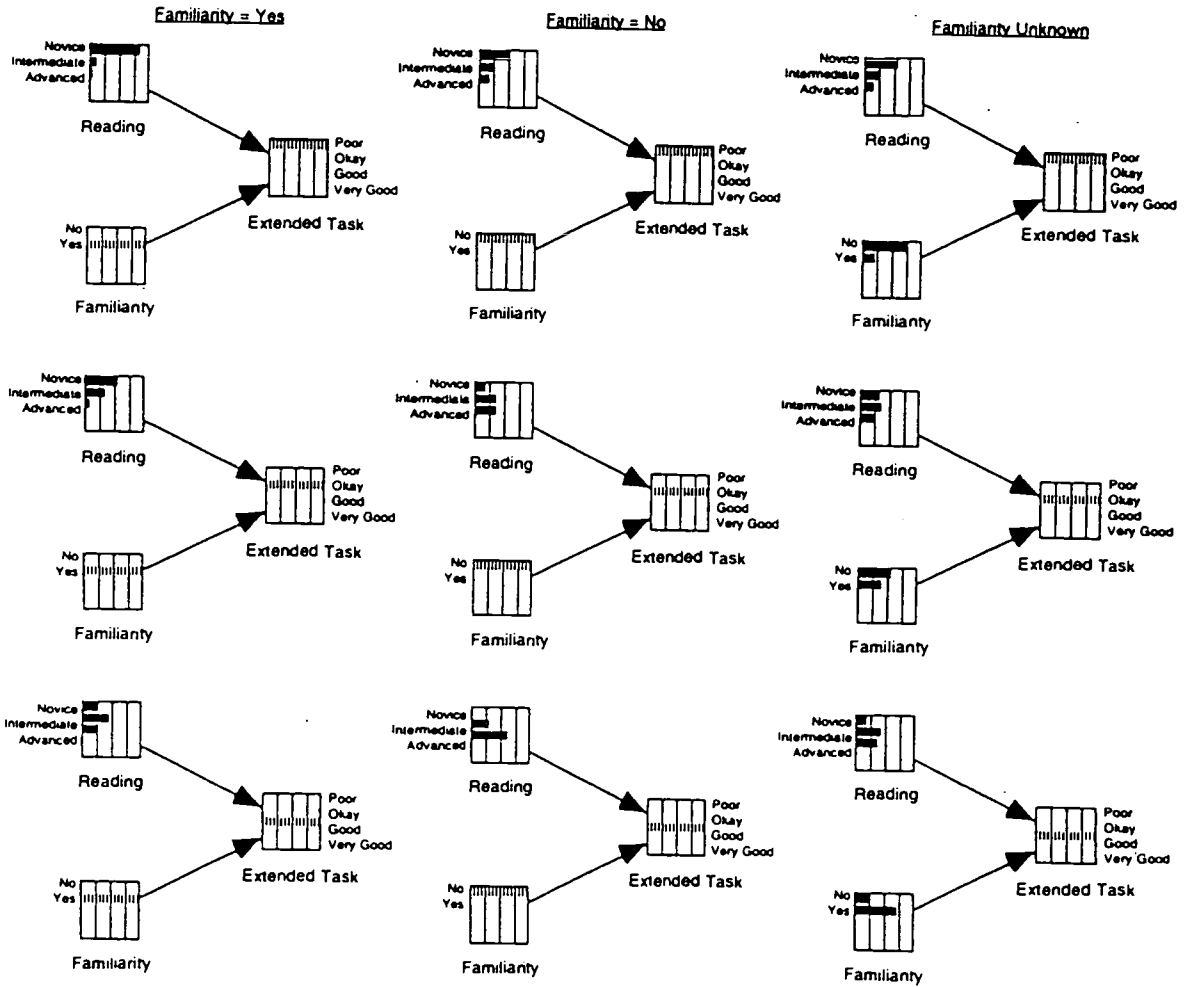 Familiarity = Yes
Familiarity = No
Familiarity Unknown
Novice
Intermediate
Advanced
Reading
Poor
Okay
Good
Very Good
Extended Task
No
Yes
Familiarity
Novice
Intermediate
Advanced
Reading
Poor
Okay
Good
Very Good
Extended Task
No
Yes
Familiarity
Novice
Intermediate
Advanced
Reading
Poor
Okay
Good
Very Good
Extended Task
No
Yes
Familiarity
Novice
Intermediate
Advanced
Reading
Poor
Okay
Good
Very Good
Extended Task
No
Yes
Familiarity
Novice
Intermediate
Advanced
Reading
Poor
Okay
Good
Very Good
Extended Task
No
Yes
Familiarity
Novice
Intermediate
Advanced
Reading
Poor
Okay
Good
Very Good
Extended Task
No
Yes
Familiarity
Novice
Intermediate
Advanced
Reading
Poor
Okay
Good
Very Good
Extended Task
No
Yes
Familiarity
Novice
Intermediate
Advanced
Reading
Poor
Okay
Good
Very Good
Extended Task
No
Yes
Familiarity
Novice
Intermediate
Advanced
Reading
Poor
Okay
Good
Very Good
Extended Task
No
Yes
Familiarity